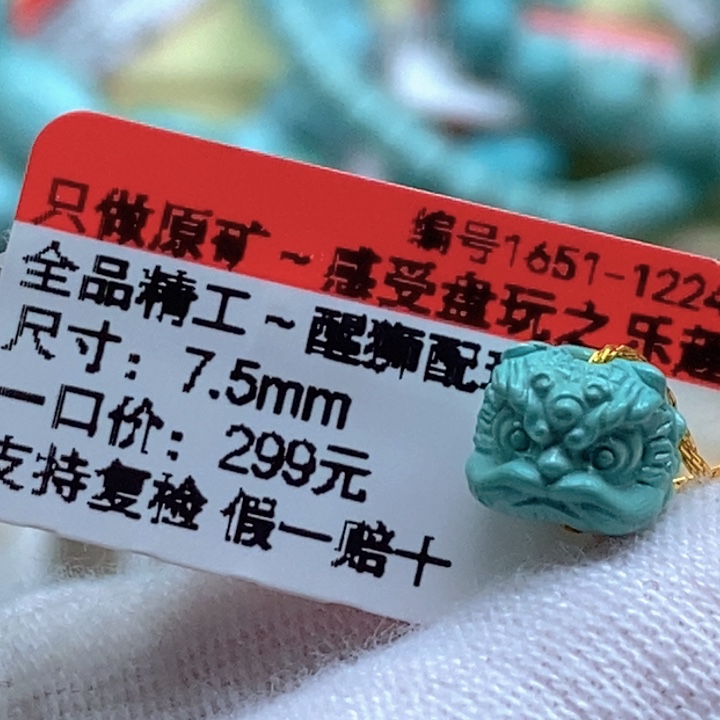 编号1651-1224
只做原矿~感受盘玩之乐趣
全品精工~醒狮配
尺寸：7.5mm
一口价：299元
支持复检 假一赔十